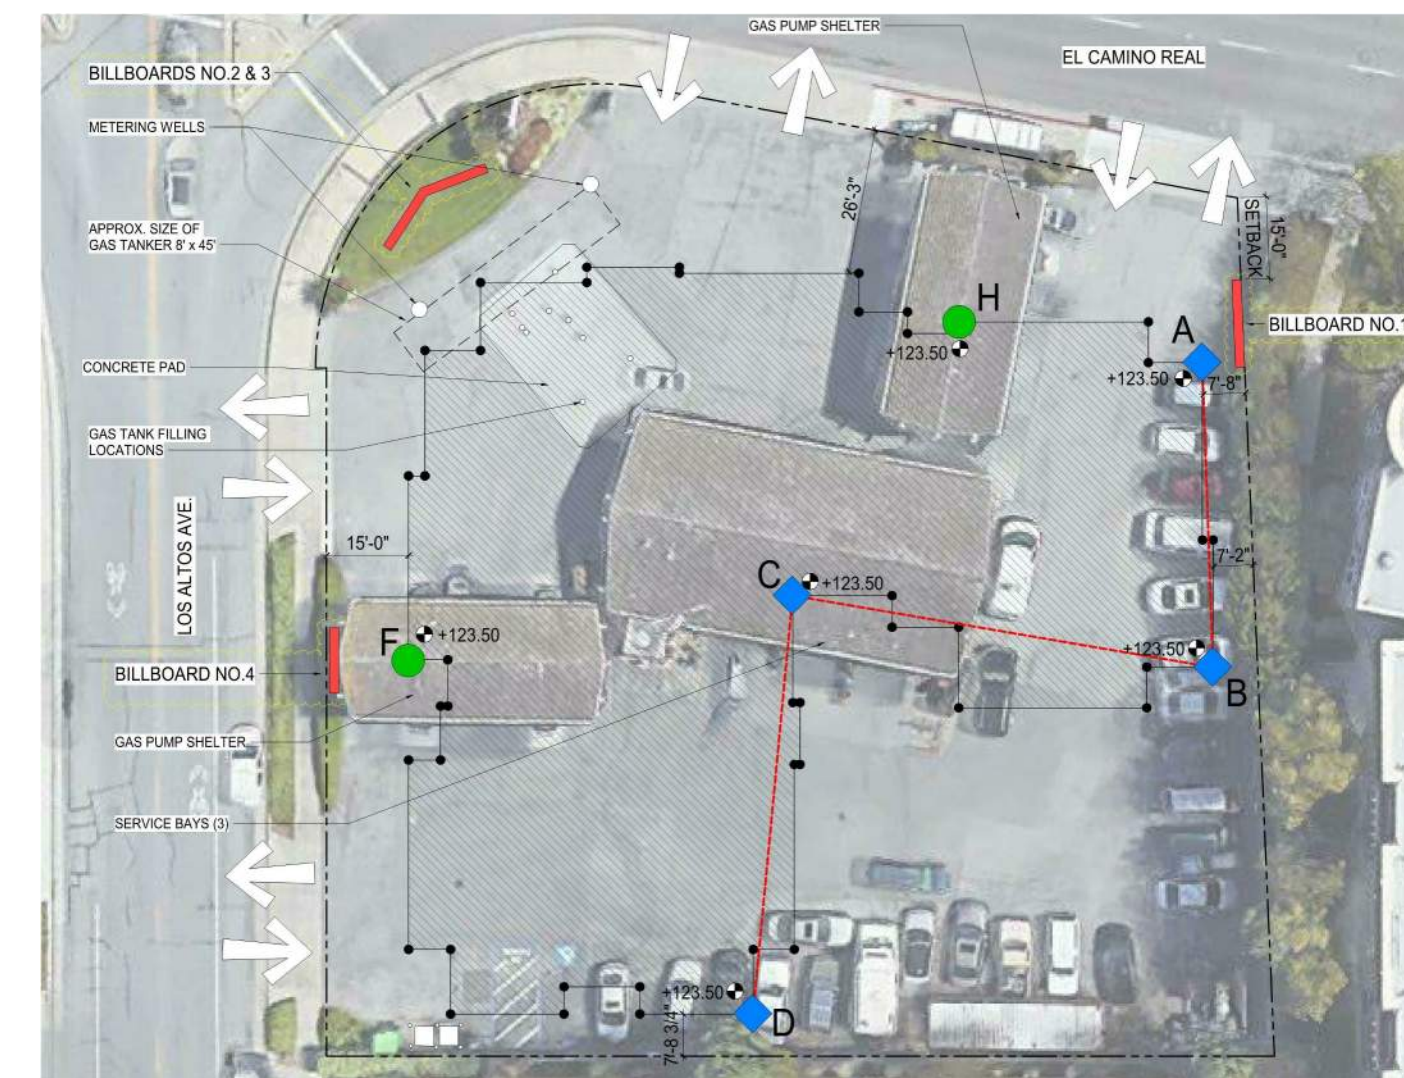 GAS PUMP SHELTER
EL CAMINO REAL
BILLBOARDS NO.2 & 3
METERING WELLS
APPROX. SIZE OF
GAS TANKER 8' x 45'
26'-3"
SETBACK
15'-0"
H
+123.50
A
+123.50
7'-8"
BILLBOARD NO.1
CONCRETE PAD
GAS TANK FILLING
LOCATIONS
LOS ALTOS AVE.
15'-0"
7'-2"
C
+123.50
F
+123.50
+123.50
B
BILLBOARD NO.4
GAS PUMP SHELTER
SERVICE BAYS (3)
+123.50
D
7'-8 3/4"